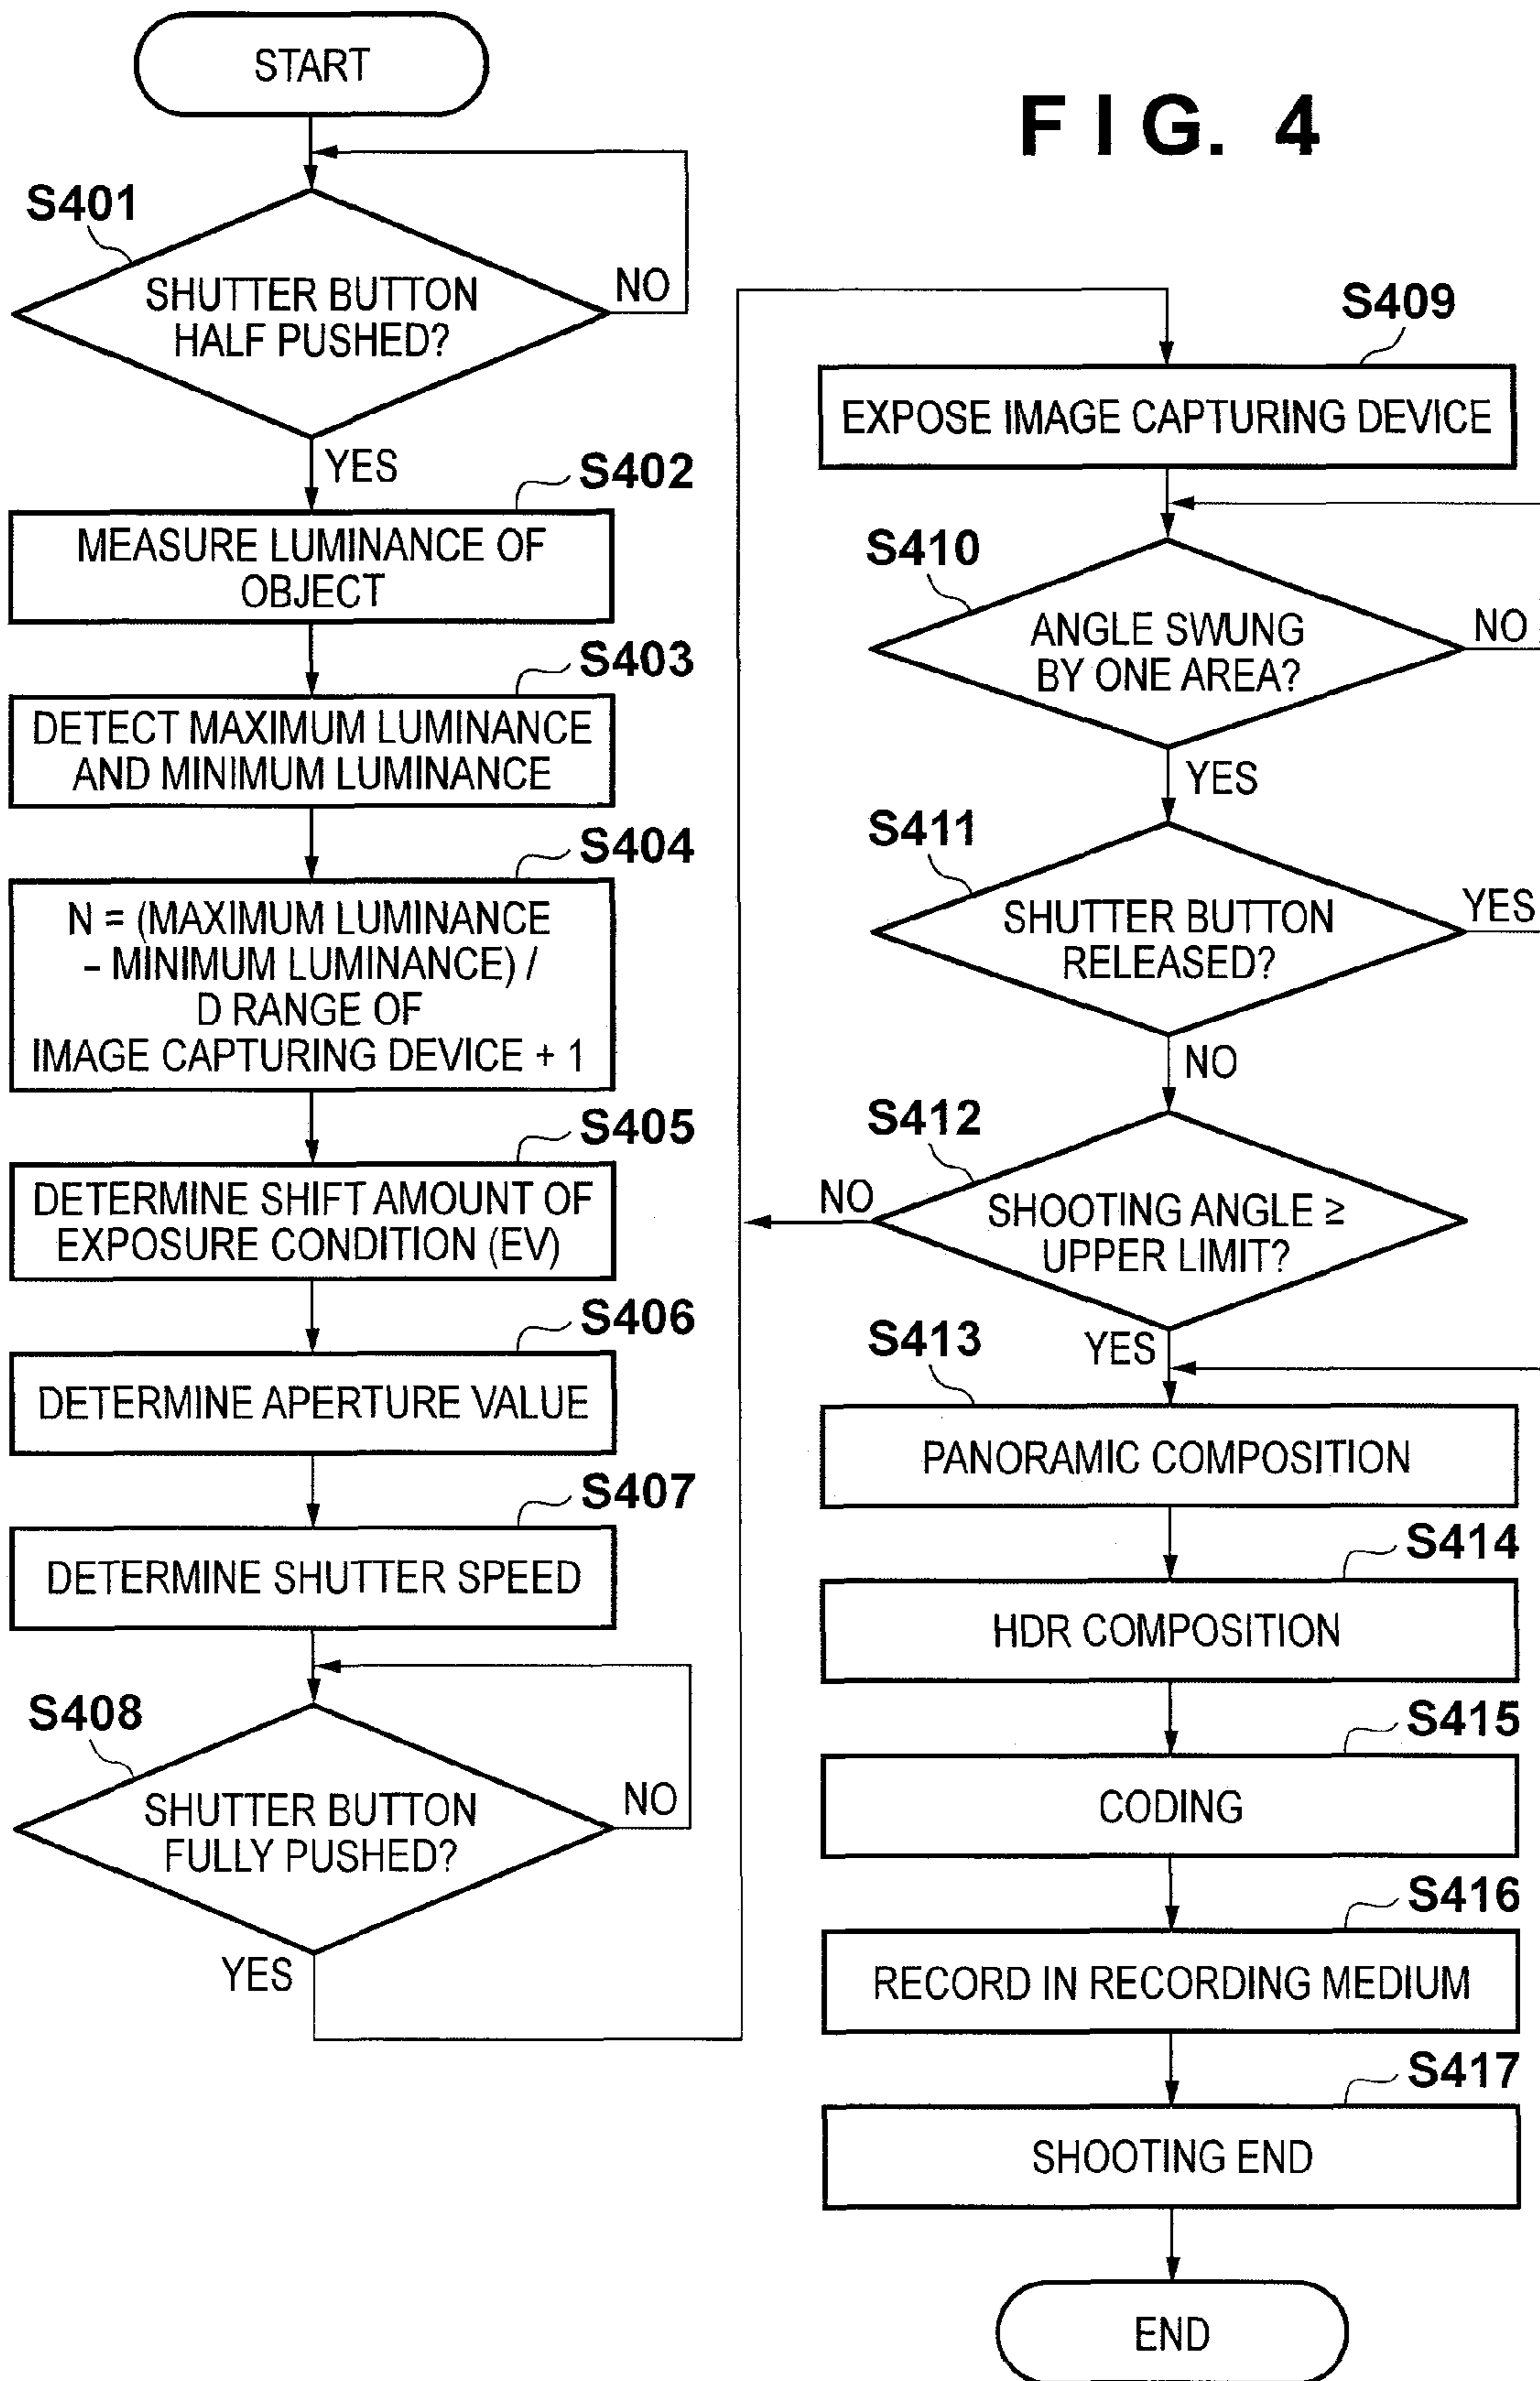 FIG. 4
START
S401
SHUTTER BUTTON
HALF PUSHED?
NO
YES
S402
MEASURE LUMINANCE OF
OBJECT
S403
DETECT MAXIMUM LUMINANCE
AND MINIMUM LUMINANCE
S404
N = (MAXIMUM LUMINANCE
– MINIMUM LUMINANCE) /
D RANGE OF
IMAGE CAPTURING DEVICE + 1
S405
DETERMINE SHIFT AMOUNT OF
EXPOSURE CONDITION (EV)
S406
DETERMINE APERTURE VALUE
S407
DETERMINE SHUTTER SPEED
S408
SHUTTER BUTTON
FULLY PUSHED?
NO
YES
S409
EXPOSE IMAGE CAPTURING DEVICE
S410
ANGLE SWUNG
BY ONE AREA?
NO
YES
S411
SHUTTER BUTTON
RELEASED?
YES
NO
S412
SHOOTING ANGLE ≥
UPPER LIMIT?
NO
YES
S413
PANORAMIC COMPOSITION
S414
HDR COMPOSITION
S415
CODING
S416
RECORD IN RECORDING MEDIUM
S417
SHOOTING END
END